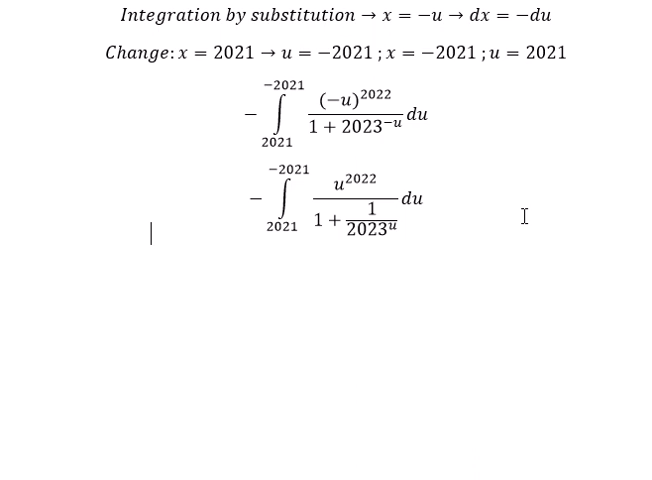 Integration by substitution → x = −u → dx = −du
Change: x = 2021 → u = −2021 ; x = −2021 ; u = 2021
− ∫_{2021}^{−2021} (−u)^{2022} / (1 + 2023^{−u}) du
− ∫_{2021}^{−2021} u^{2022} / (1 + 1/2023^{u}) du